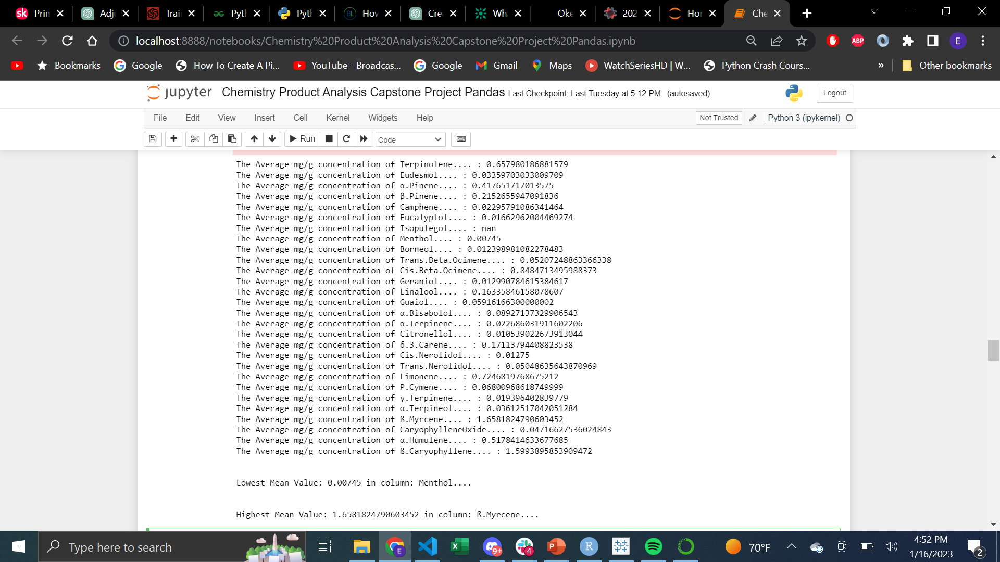 Prin
Adj
Trai
Pytl
Pytl
How
Cre
Wh
Oke
202
Hor
Che
localhost:8888/notebooks/Chemistry%20Product%20Analysis%20Capstone%20Project%20Pandas.ipynb
ABP
E
Bookmarks
Google
How To Create A Pi...
YouTube - Broadcas...
Google
Gmail
Maps
WatchSeriesHD | W...
Python Crash Cours...
»
Other bookmarks
jupyter Chemistry Product Analysis Capstone Project Pandas Last Checkpoint: Last Tuesday at 5:12 PM (autosaved)
Logout
File Edit View Insert Cell Kernel Widgets Help
Not Trusted
Python 3 (ipykernel)
Run
Code
The Average mg/g concentration of Terpinolene.... : 0.657980186881579
The Average mg/g concentration of Eudesmol.... : 0.03359703033009709
The Average mg/g concentration of α.Pinene.... : 0.417651717013575
The Average mg/g concentration of β.Pinene.... : 0.2152655947091836
The Average mg/g concentration of Camphene.... : 0.02295791086341464
The Average mg/g concentration of Eucalyptol.... : 0.01662962004469274
The Average mg/g concentration of Isopulegol.... : nan
The Average mg/g concentration of Menthol.... : 0.00745
The Average mg/g concentration of Borneol.... : 0.012398981082278483
The Average mg/g concentration of Trans.Beta.Ocimene.... : 0.05207248863366338
The Average mg/g concentration of Cis.Beta.Ocimene.... : 0.8484713495988373
The Average mg/g concentration of Geraniol.... : 0.012990784615384617
The Average mg/g concentration of Linalool.... : 0.16335846158078607
The Average mg/g concentration of Guaiol.... : 0.05916166300000002
The Average mg/g concentration of α.Bisabolol.... : 0.08927137329906543
The Average mg/g concentration of α.Terpinene.... : 0.022686031911602206
The Average mg/g concentration of Citronellol.... : 0.010539022673913044
The Average mg/g concentration of δ.3.Carene.... : 0.17113794408823538
The Average mg/g concentration of Cis.Nerolidol.... : 0.01275
The Average mg/g concentration of Trans.Nerolidol.... : 0.05048635643870969
The Average mg/g concentration of Limonene.... : 0.7246819768675212
The Average mg/g concentration of P.Cymene.... : 0.06800968618749999
The Average mg/g concentration of γ.Terpinene.... : 0.019396402839779
The Average mg/g concentration of α.Terpineol.... : 0.03612517042051284
The Average mg/g concentration of ß.Myrcene.... : 1.6581824790603452
The Average mg/g concentration of CaryophylleneOxide.... : 0.04716627536024843
The Average mg/g concentration of α.Humulene.... : 0.5178414633677685
The Average mg/g concentration of ß.Caryophyllene.... : 1.5993895853909472
Lowest Mean Value: 0.00745 in column: Menthol....
Highest Mean Value: 1.6581824790603452 in column: ß.Myrcene....
Type here to search
70°F
4:52 PM
1/16/2023
2